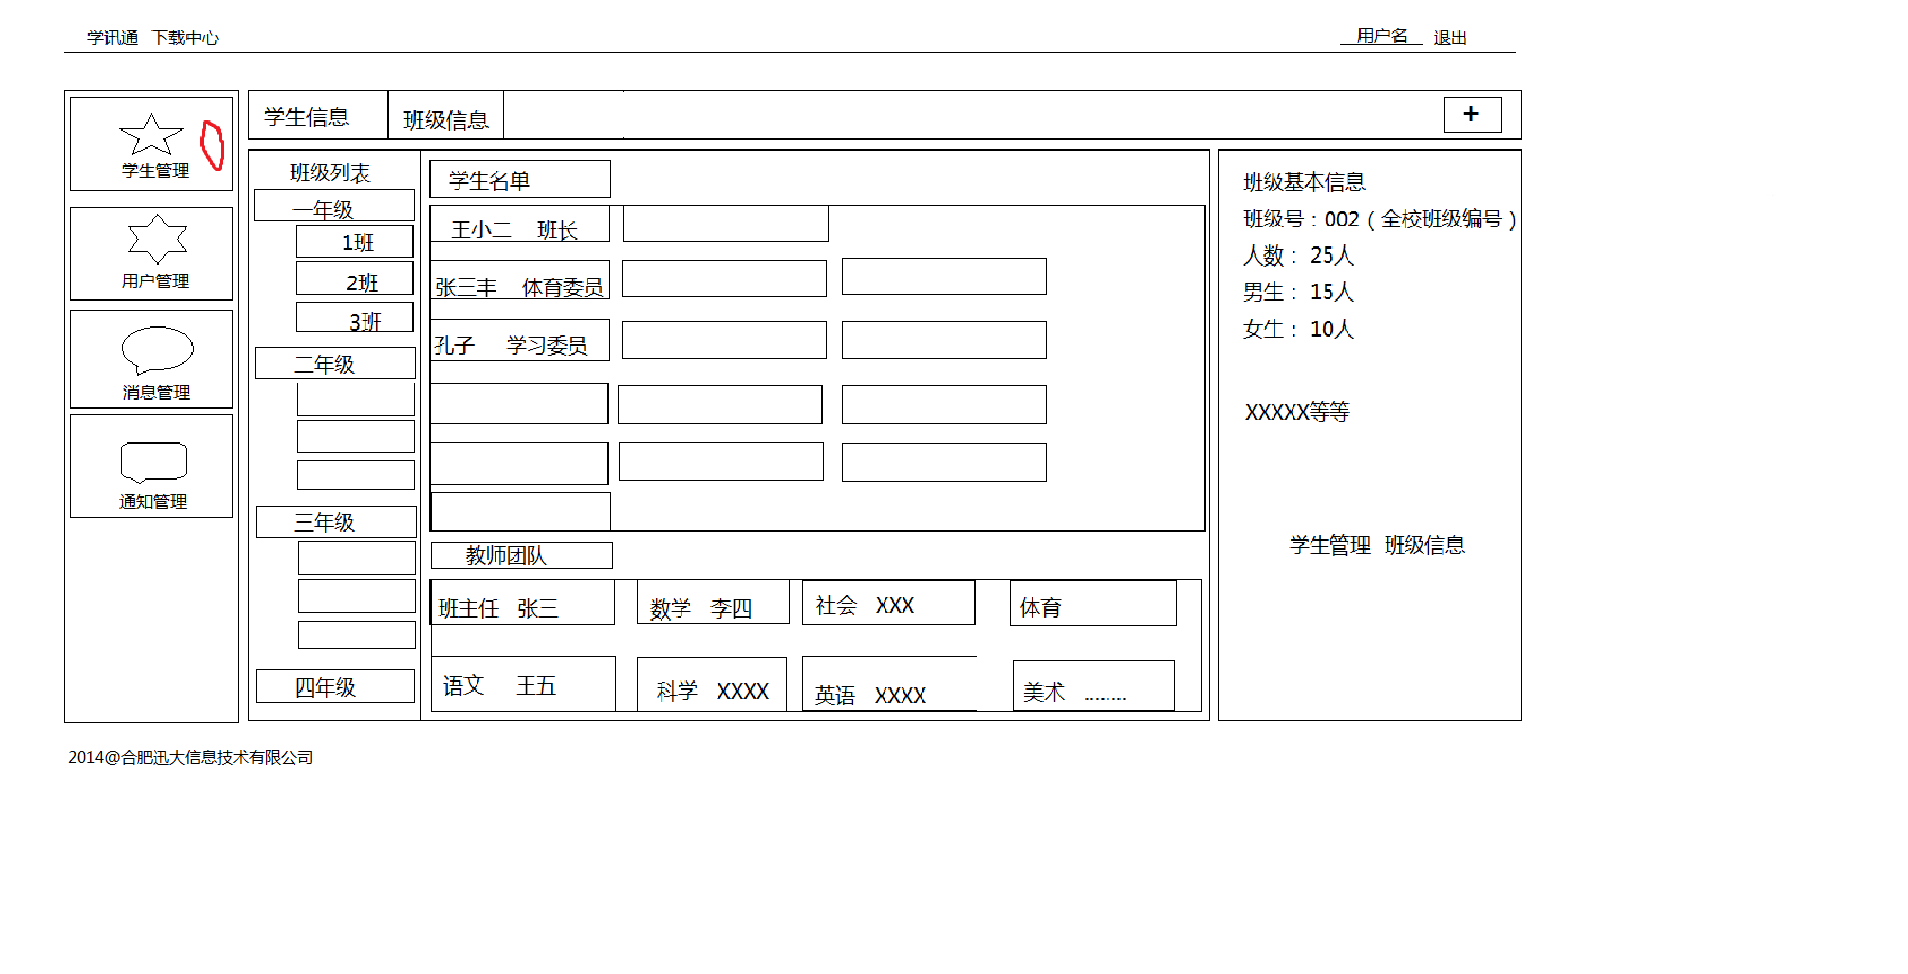 学讯通 下载中心 用户名 退出
学生管理
用户管理
消息管理
通知管理
学生信息 班级信息 +
班级列表
一年级
1班
2班
3班
二年级
三年级
四年级
学生名单
王小二 班长
张三丰 体育委员
孔子 学习委员
教师团队
班主任 张三 数学 李四 社会 XXX 体育
语文 王五 科学 XXXX 英语 XXXX 美术 ........
班级基本信息
班级号：002（全校班级编号）
人数： 25人
男生： 15人
女生： 10人
XXXXX等等
学生管理 班级信息
2014@合肥迅大信息技术有限公司